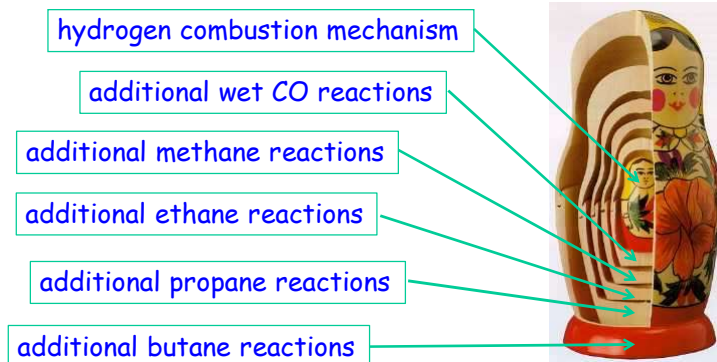 hydrogen combustion mechanism
additional wet CO reactions
additional methane reactions
additional ethane reactions
additional propane reactions
additional butane reactions